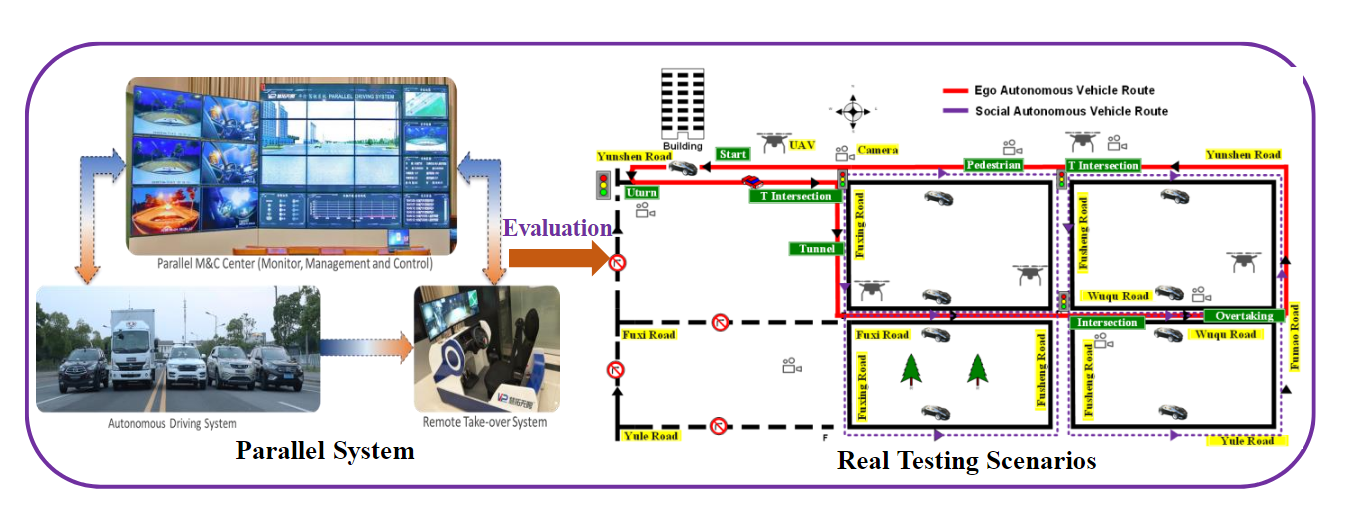 PARALLEL DRIVING SYSTEM
Parallel M&C Center (Monitor, Management and Control)
Autonomous Driving System
Remote Take-over System
Parallel System
Evaluation
Building
Ego Autonomous Vehicle Route
Social Autonomous Vehicle Route
UAV
Camera
Yunshen Road
Start
Pedestrian
T Intersection
Yunshen Road
Uturn
T Intersection
Fuxing Road
Fusheng Road
Tunnel
Wuqu Road
Intersection
Overtaking
Fuxi Road
Fuxi Road
Wuqu Road
Fumao Road
Fuxing Road
Fusheng Road
Fusheng Road
Yule Road
F
Yule Road
Real Testing Scenarios